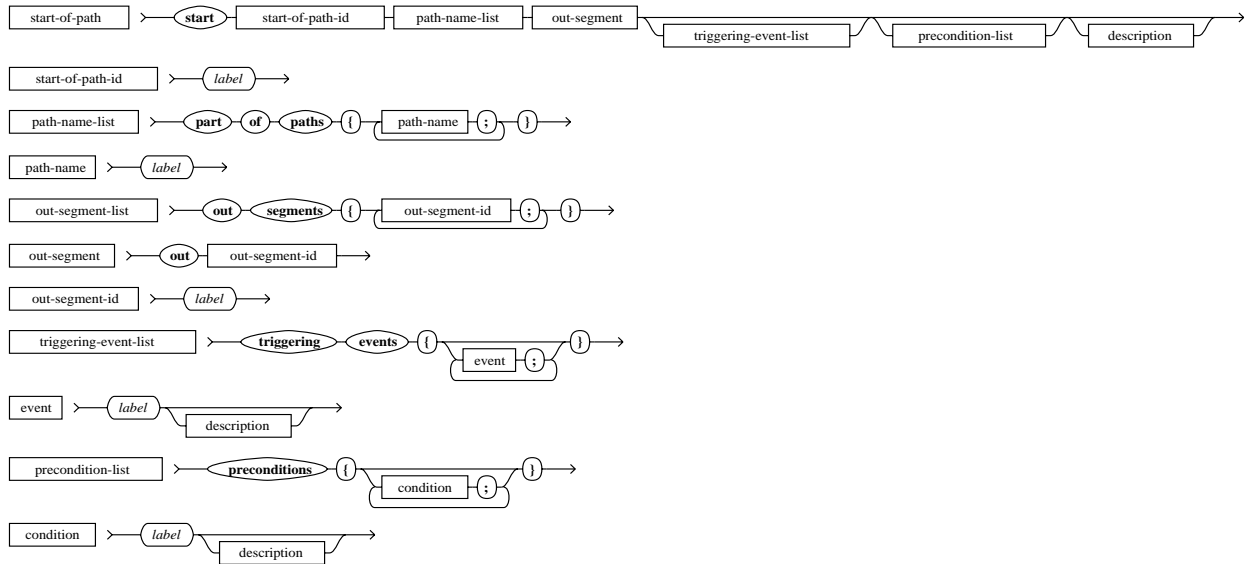 start-of-path start start-of-path-id path-name-list out-segment
triggering-event-list precondition-list description
start-of-path-id label
path-name-list part of paths { path-name ; }
path-name label
out-segment-list out segments { out-segment-id ; }
out-segment out out-segment-id
out-segment-id label
triggering-event-list triggering events { }
event ;
event label
description
precondition-list preconditions { }
condition ;
condition label
description